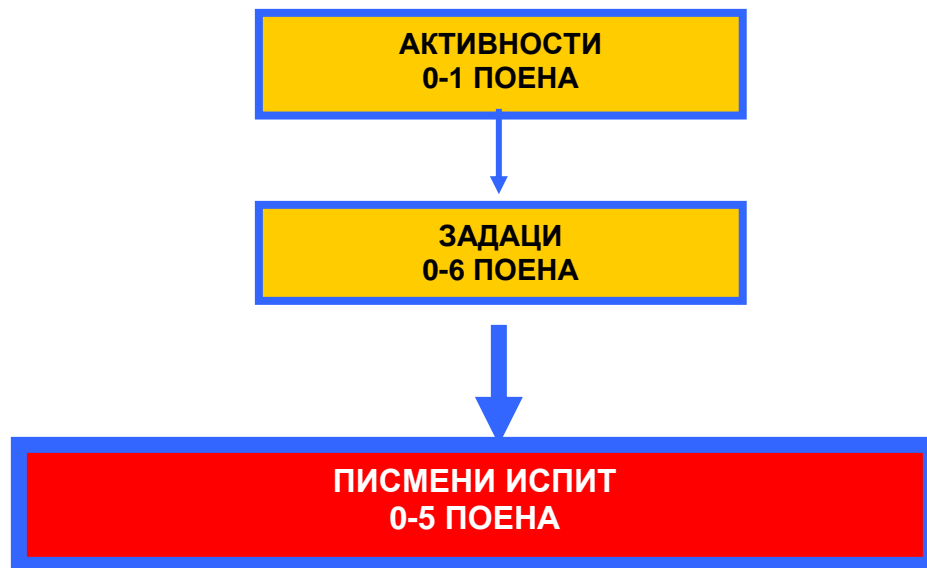 АКТИВНОСТИ
0-1 ПОЕНА
ЗАДАЦИ
0-6 ПОЕНА
ПИСМЕНИ ИСПИТ
0-5 ПОЕНА